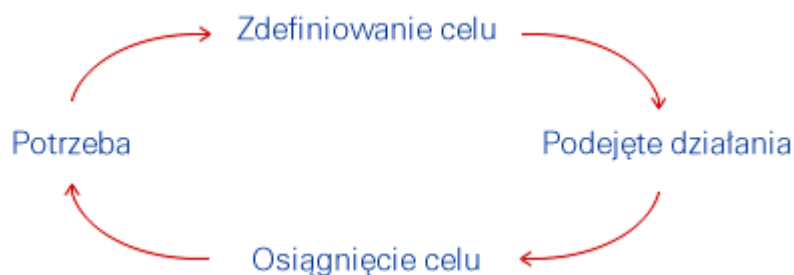 Zdefiniowanie celu
Potrzeba
Podejęte działania
Osiągnięcie celu